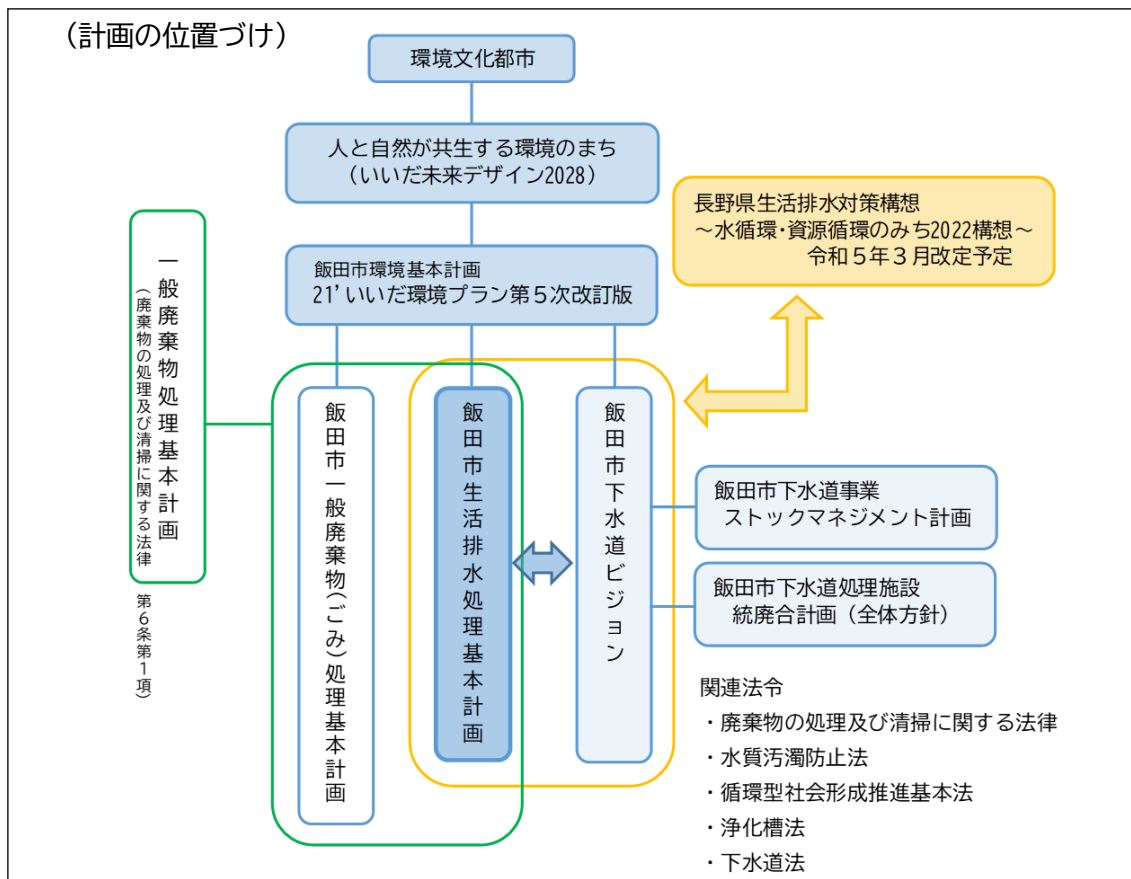 （計画の位置づけ）
環境文化都市
人と自然が共生する環境のまち
（いいだ未来デザイン2028）
長野県生活排水対策構想
～水循環・資源循環のみち2022構想～
令和５年３月改定予定
飯田市環境基本計画
21’いいだ環境プラン第５次改訂版
一般廃棄物処理基本計画
（廃棄物の処理及び清掃に関する法律　第６条第１項）
飯田市一般廃棄物（ごみ）処理基本計画
飯田市生活排水処理基本計画
飯田市下水道ビジョン
飯田市下水道事業
ストックマネジメント計画
飯田市下水道処理施設
統廃合計画（全体方針）
関連法令
・廃棄物の処理及び清掃に関する法律
・水質汚濁防止法
・循環型社会形成推進基本法
・浄化槽法
・下水道法